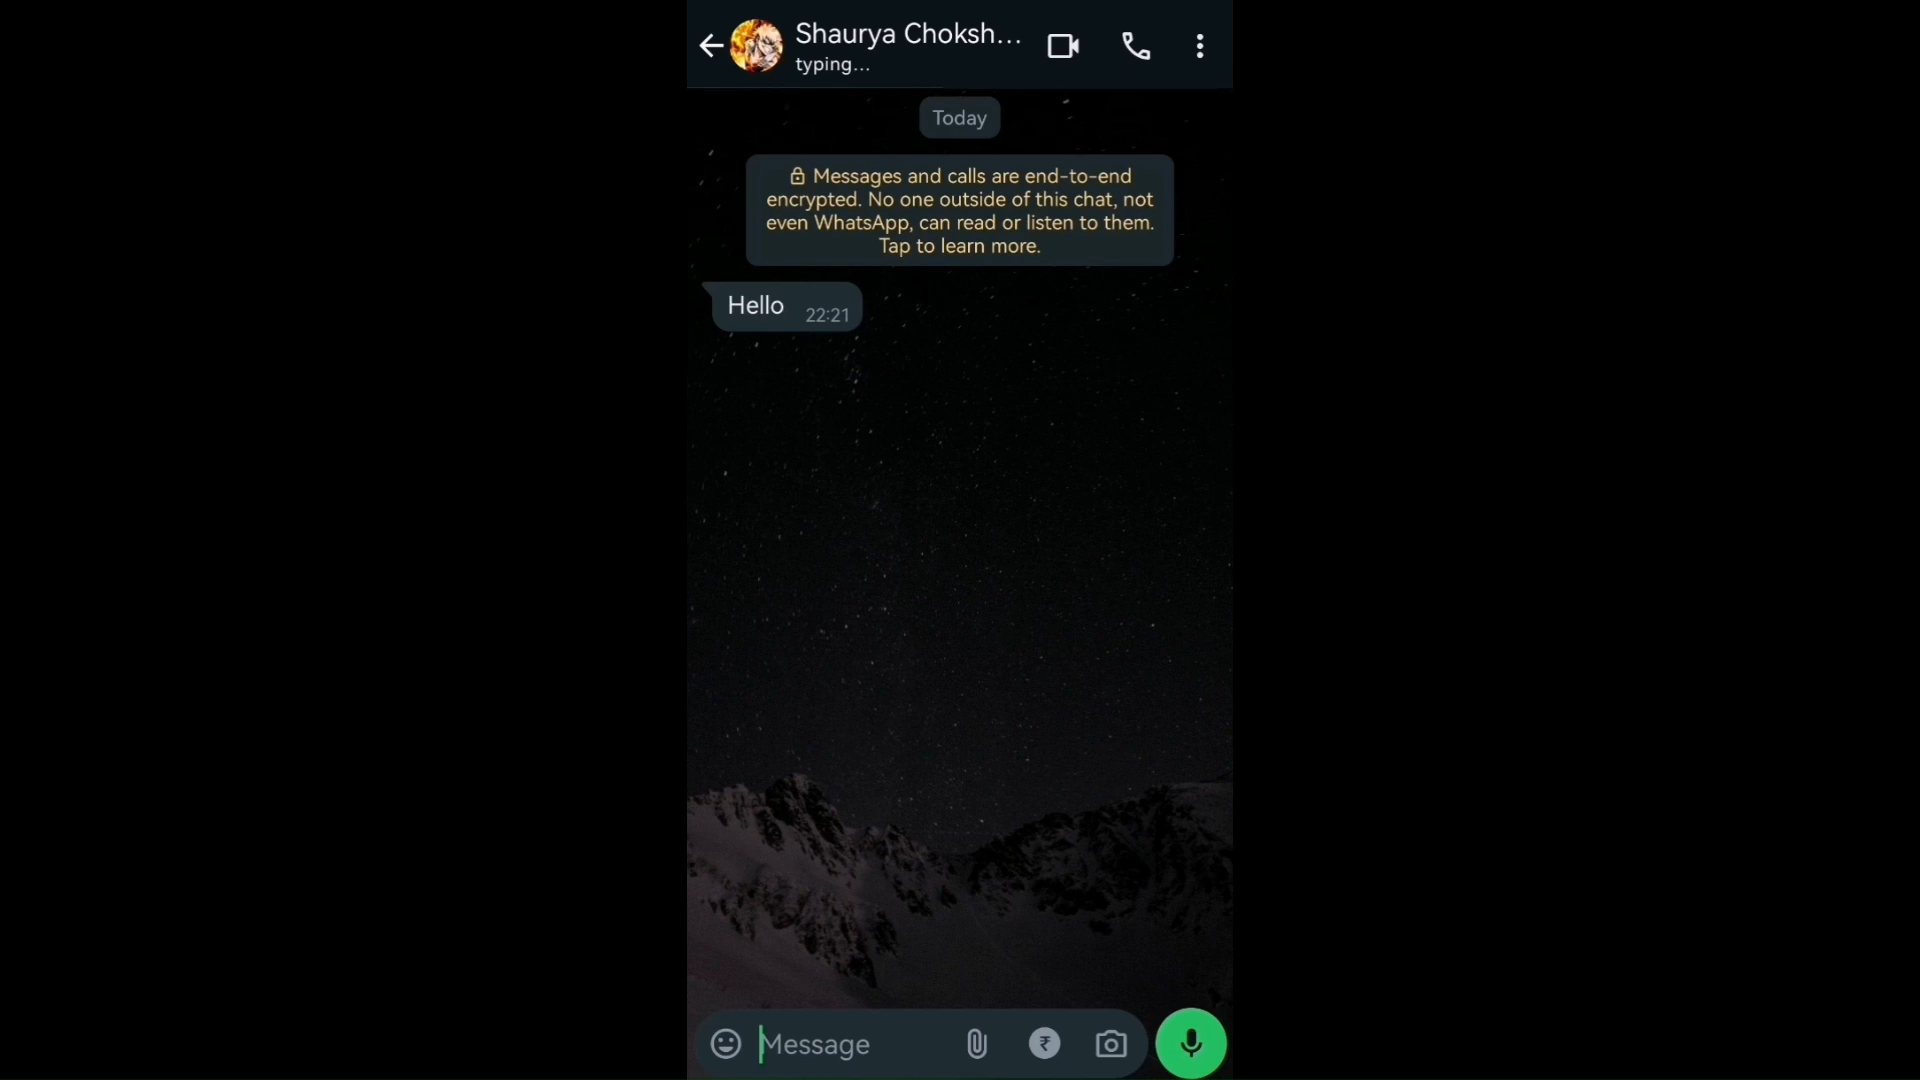 Shaurya Choksh...
typing...
Today
Messages and calls are end-to-end
encrypted. No one outside of this chat, not
even WhatsApp, can read or listen to them.
Tap to learn more.
Hello 22:21
Message
₹